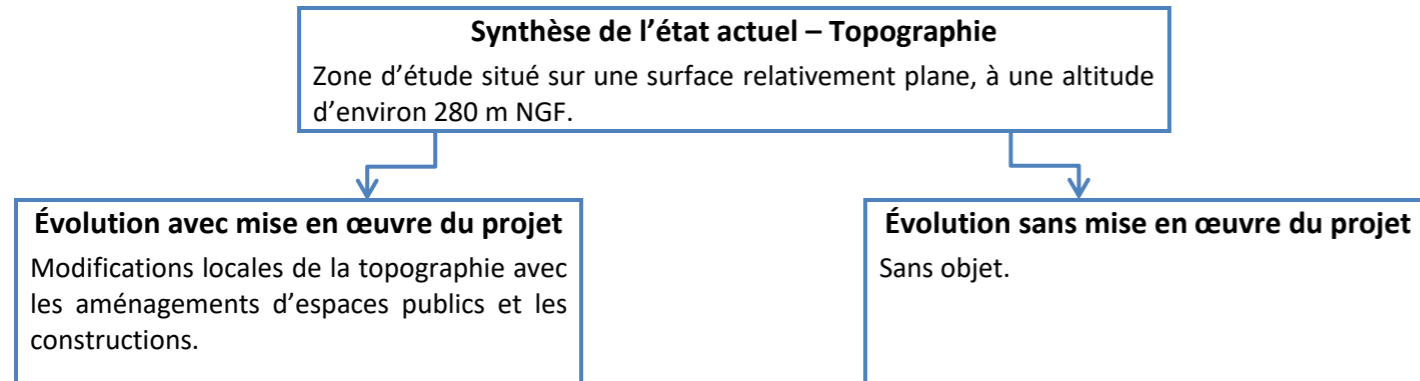 Synthèse de l’état actuel – Topographie
Zone d’étude situé sur une surface relativement plane, à une altitude
d’environ 280 m NGF.
Évolution avec mise en œuvre du projet
Modifications locales de la topographie avec
les aménagements d’espaces publics et les
constructions.
Évolution sans mise en œuvre du projet
Sans objet.